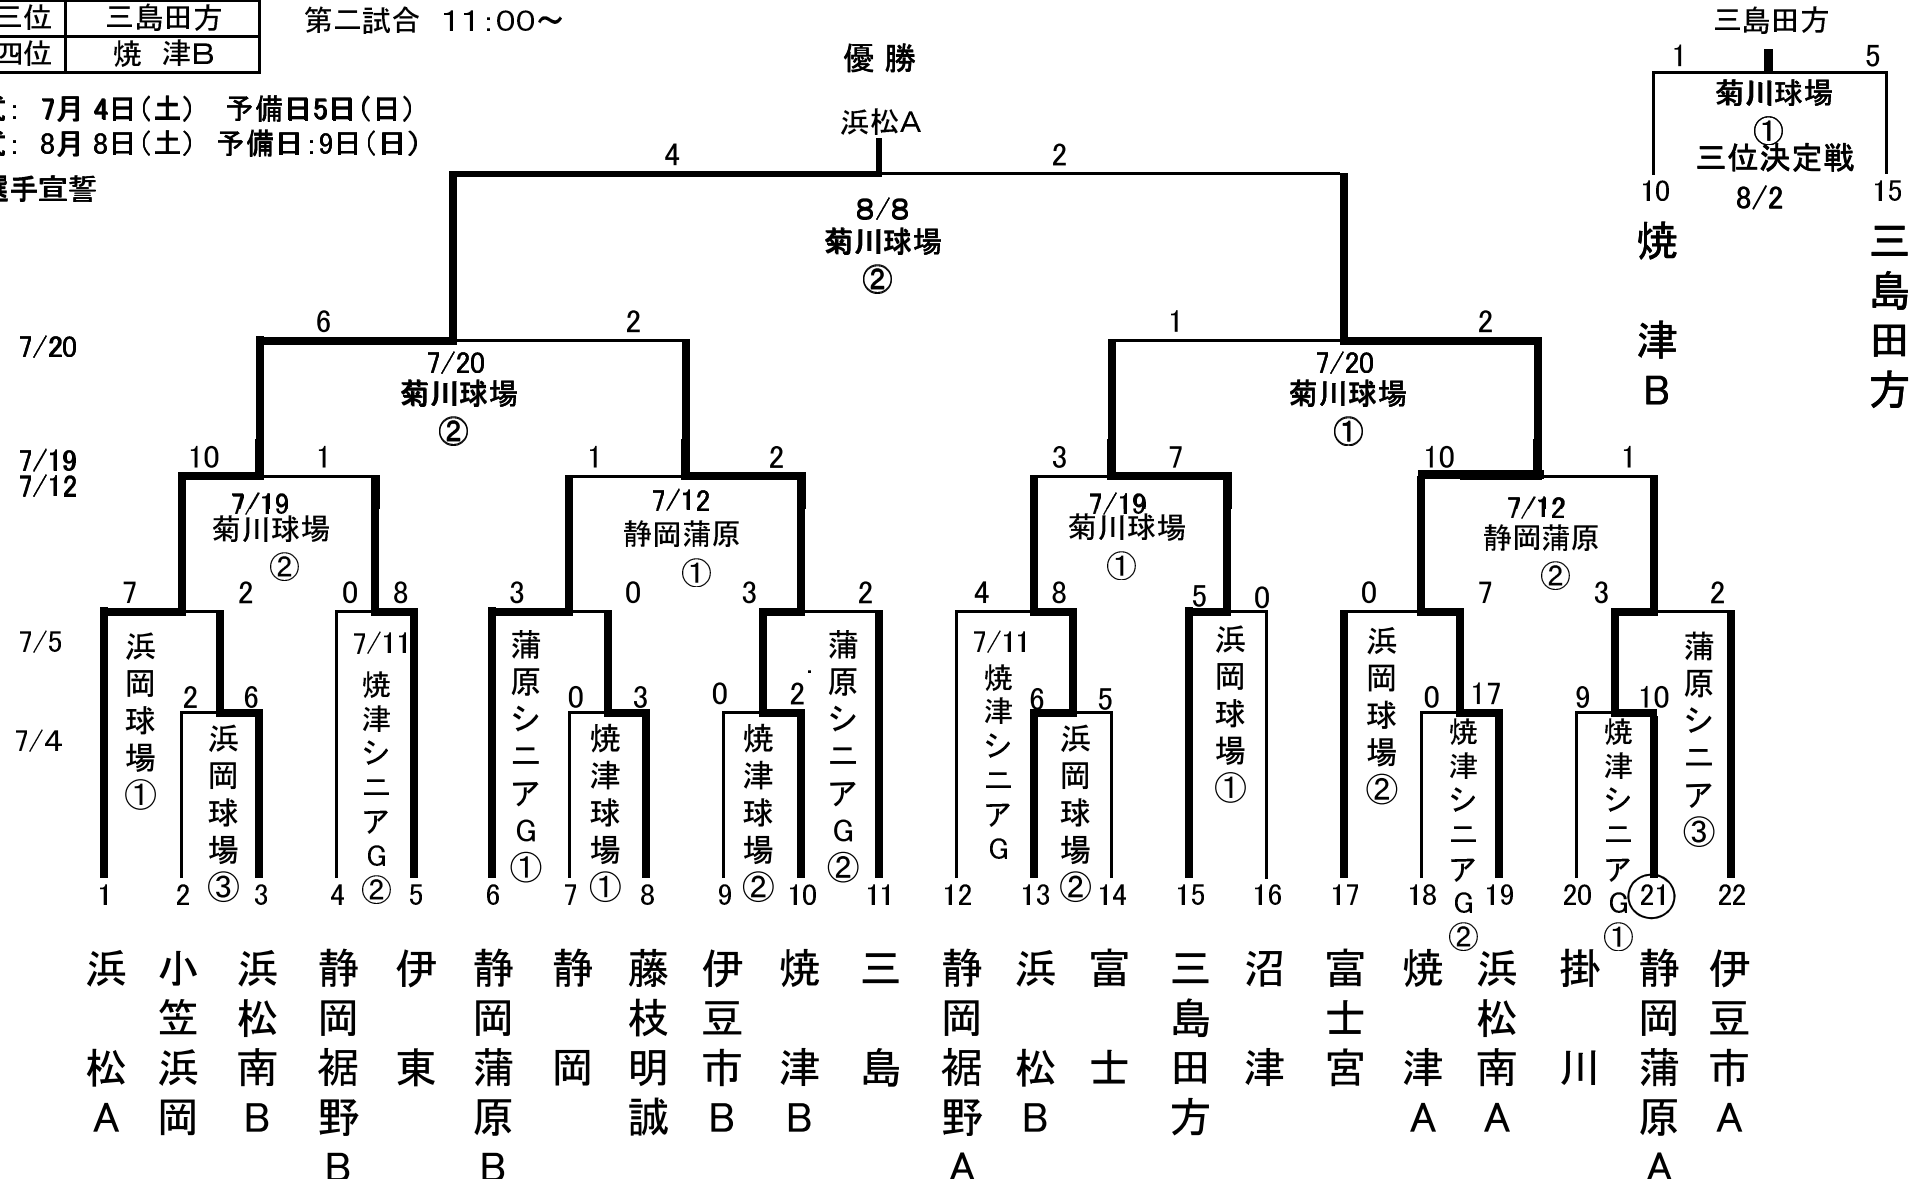 三位 三島田方 第二試合 11:00～
四位 焼 津B
式: 7月 4日(土) 予備日5日(日)
式: 8月 8日(土) 予備日:9日(日)
選手宣誓
優 勝
浜松A
4 2
8/8
菊川球場
②
三島田方
1 5
菊川球場
①
三位決定戦
10 8/2 15
焼津B
三島田方
6 2 1 2
7/20
7/20
菊川球場
②
7/20
菊川球場
①
7/19
7/12
10 1 1 2 3 7 10 1
7/19
菊川球場
②
7/12
静岡蒲原
①
7/19
菊川球場
①
7/12
静岡蒲原
②
7 2 0 8 3 0 3 2 4 8 5 0 0 7 3 2
7/5
浜岡球場①
7/11
焼津シニアG②
蒲原シニアG①
蒲原シニアG②
7/11
焼津シニアG
浜岡球場①
浜岡球場②
蒲原シニア③
2 6 0 3 0 2 6 5 0 17 9 10
7/4
浜岡球場③
焼津球場①
焼津球場②
浜岡球場②
焼津シニアG②
焼津シニアG①
1 2 3 4 5 6 7 8 9 10 11 12 13 14 15 16 17 18 19 20 21 22
浜松A
小笠浜岡
浜松南B
静岡裾野B
伊東
静岡蒲原B
静岡
藤枝明誠
伊豆市B
焼津B
三島
静岡裾野A
浜松B
富士
三島田方
沼津
富士宮
焼津A
浜松南A
掛川
静岡蒲原A
伊豆市A